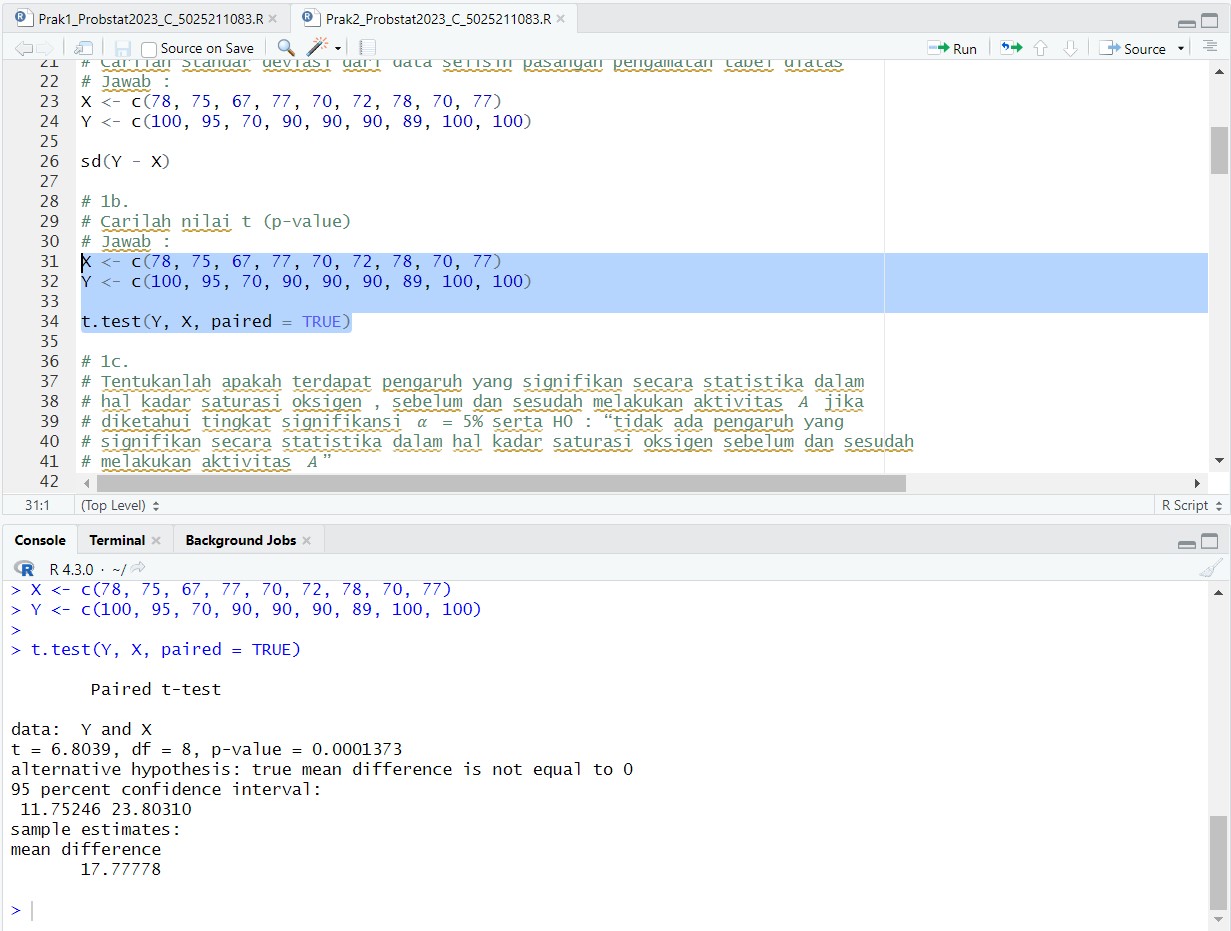 Prak1_Probstat2023_C_5025211083.R
Prak2_Probstat2023_C_5025211083.R
Source on Save
Run
Source
21 # Carilah Standar deviasi dari data selisih pasangan pengamatan tabel diatas
22 # Jawab :
23 X <- c(78, 75, 67, 77, 70, 72, 78, 70, 77)
24 Y <- c(100, 95, 70, 90, 90, 90, 89, 100, 100)
25
26 sd(Y - X)
27
28 # 1b.
29 # Carilah nilai t (p-value)
30 # Jawab :
31 X <- c(78, 75, 67, 77, 70, 72, 78, 70, 77)
32 Y <- c(100, 95, 70, 90, 90, 90, 89, 100, 100)
33
34 t.test(Y, X, paired = TRUE)
35
36 # 1c.
37 # Tentukanlah apakah terdapat pengaruh yang signifikan secara statistika dalam
38 # hal kadar saturasi oksigen , sebelum dan sesudah melakukan aktivitas 𝐴 jika
39 # diketahui tingkat signifikansi 𝛼 = 5% serta H0 : “tidak ada pengaruh yang
40 # signifikan secara statistika dalam hal kadar saturasi oksigen sebelum dan sesudah
41 # melakukan aktivitas 𝐴”
42
31:1 (Top Level) R Script
Console Terminal Background Jobs
R R 4.3.0 · ~/
> X <- c(78, 75, 67, 77, 70, 72, 78, 70, 77)
> Y <- c(100, 95, 70, 90, 90, 90, 89, 100, 100)
>
> t.test(Y, X, paired = TRUE)
Paired t-test
data: Y and X
t = 6.8039, df = 8, p-value = 0.0001373
alternative hypothesis: true mean difference is not equal to 0
95 percent confidence interval:
11.75246 23.80310
sample estimates:
mean difference
17.77778
>